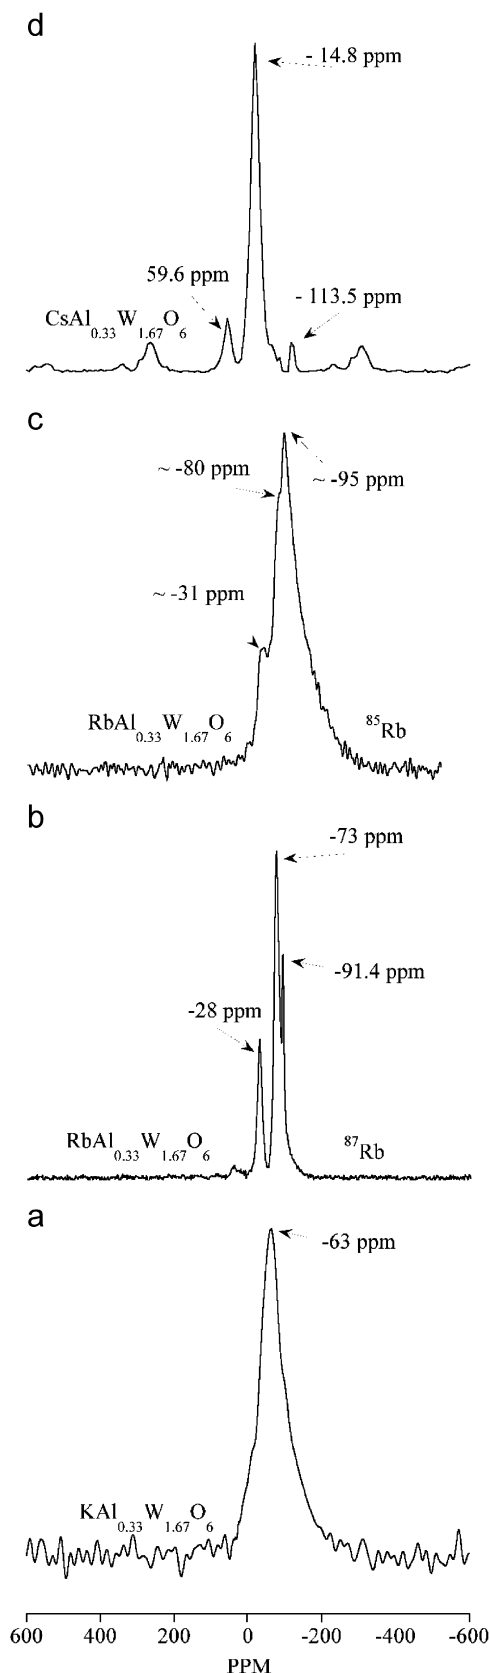 d
- 14.8 ppm
59.6 ppm
- 113.5 ppm
CsAl0.33W1.67O6
c
~ -80 ppm
~ -95 ppm
~ -31 ppm
RbAl0.33W1.67O6
85Rb
b
-73 ppm
-91.4 ppm
-28 ppm
RbAl0.33W1.67O6
87Rb
a
-63 ppm
KAl0.33W1.67O6
600 400 200 0 -200 -400 -600
PPM